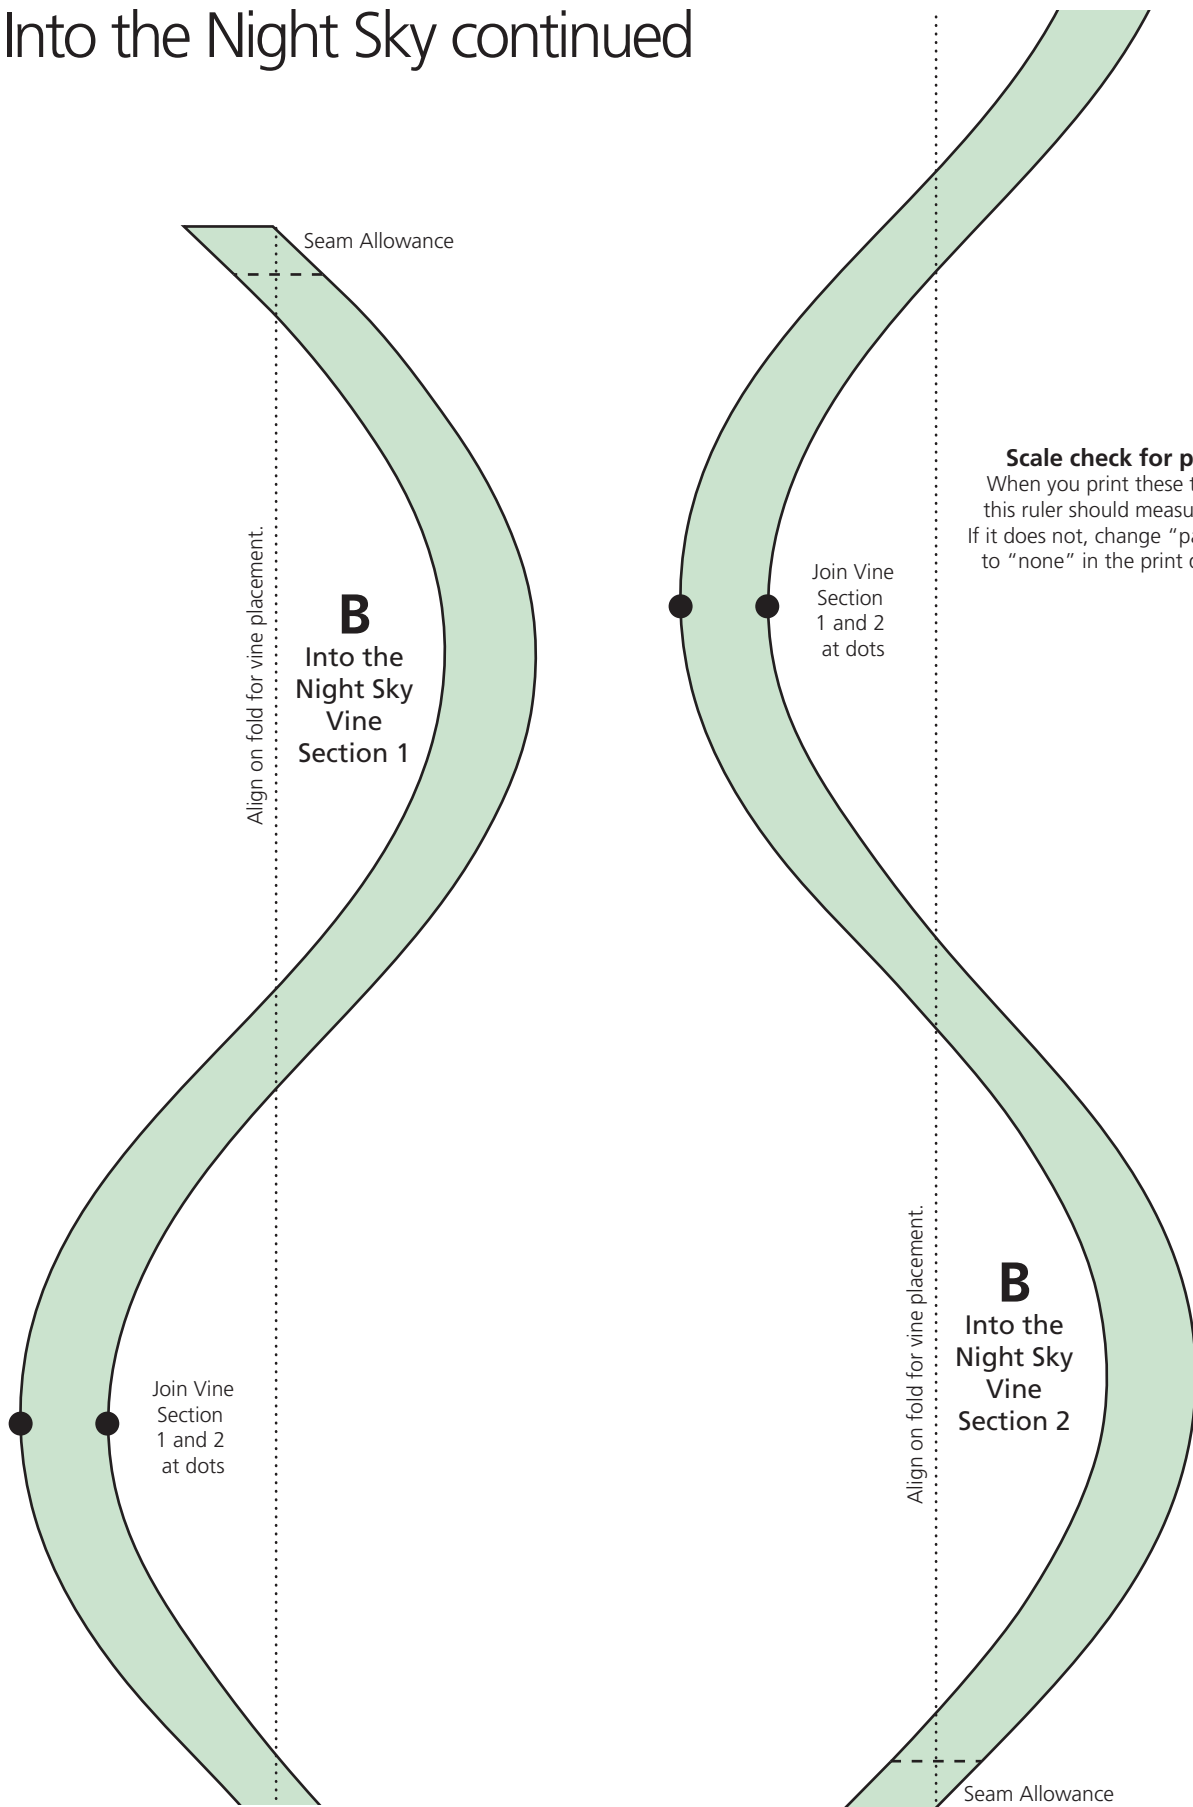 Into the Night Sky continued
Seam Allowance
Align on fold for vine placement.
B
Into the
Night Sky
Vine
Section 1
Join Vine
Section
1 and 2
at dots
Scale check for p
When you print these t
this ruler should measu
If it does not, change “pa
to “none” in the print
Join Vine
Section
1 and 2
at dots
Align on fold for vine placement.
B
Into the
Night Sky
Vine
Section 2
Seam Allowance